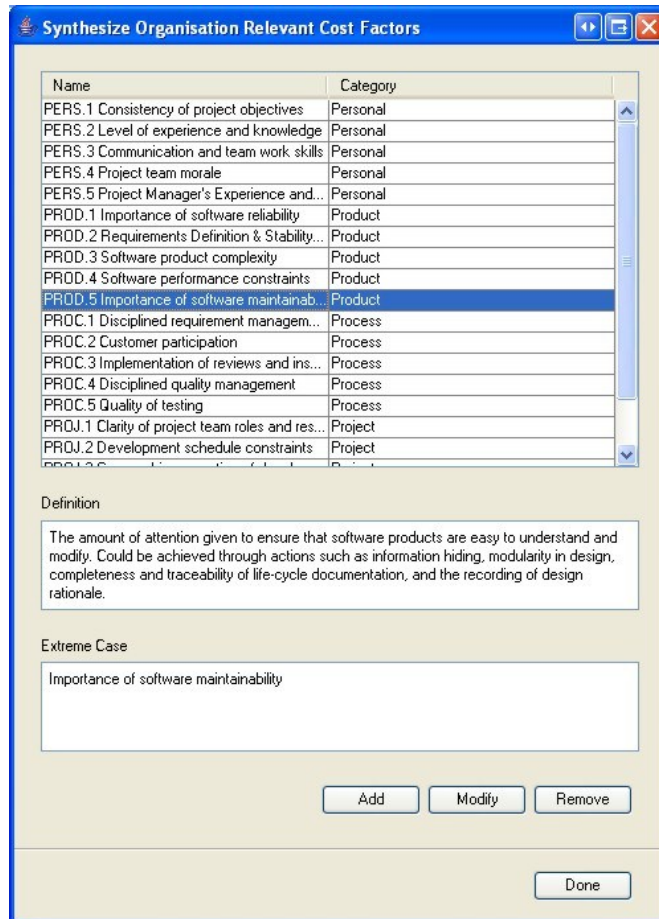 Synthesize Organisation Relevant Cost Factors
Name Category
PERS.1 Consistency of project objectives Personal
PERS.2 Level of experience and knowledge Personal
PERS.3 Communication and team work skills Personal
PERS.4 Project team morale Personal
PERS.5 Project Manager's Experience and... Personal
PROD.1 Importance of software reliability Product
PROD.2 Requirements Definition & Stability... Product
PROD.3 Software product complexity Product
PROD.4 Software performance constraints Product
PROD.5 Importance of software maintainab... Product
PROC.1 Disciplined requirement managem... Process
PROC.2 Customer participation Process
PROC.3 Implementation of reviews and ins... Process
PROC.4 Disciplined quality management Process
PROC.5 Quality of testing Process
PROJ.1 Clarity of project team roles and res... Project
PROJ.2 Development schedule constraints Project
Definition
The amount of attention given to ensure that software products are easy to understand and
modify. Could be achieved through actions such as information hiding, modularity in design,
completeness and traceability of life-cycle documentation, and the recording of design
rationale.
Extreme Case
Importance of software maintainability
Add Modify Remove
Done